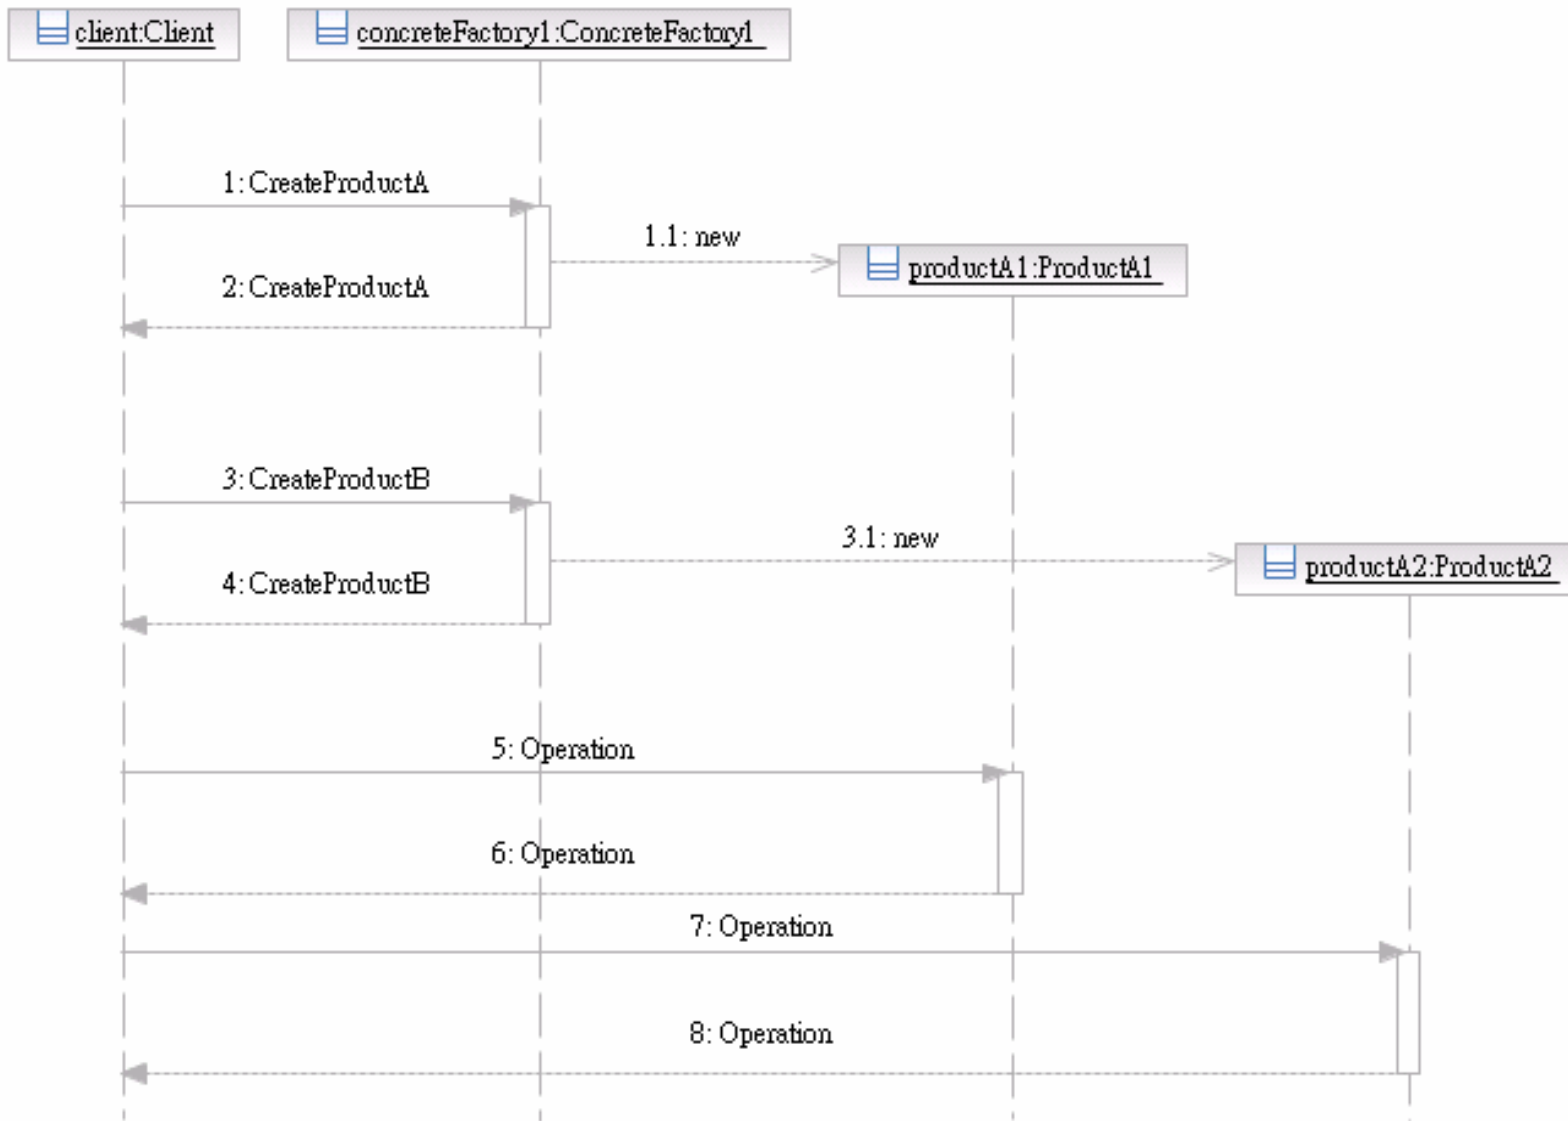 client:Client
concreteFactory1:ConcreteFactory1
1: CreateProductA
1.1: new
productA1:ProductA1
2: CreateProductA
3: CreateProductB
3.1: new
productA2:ProductA2
4: CreateProductB
5: Operation
6: Operation
7: Operation
8: Operation